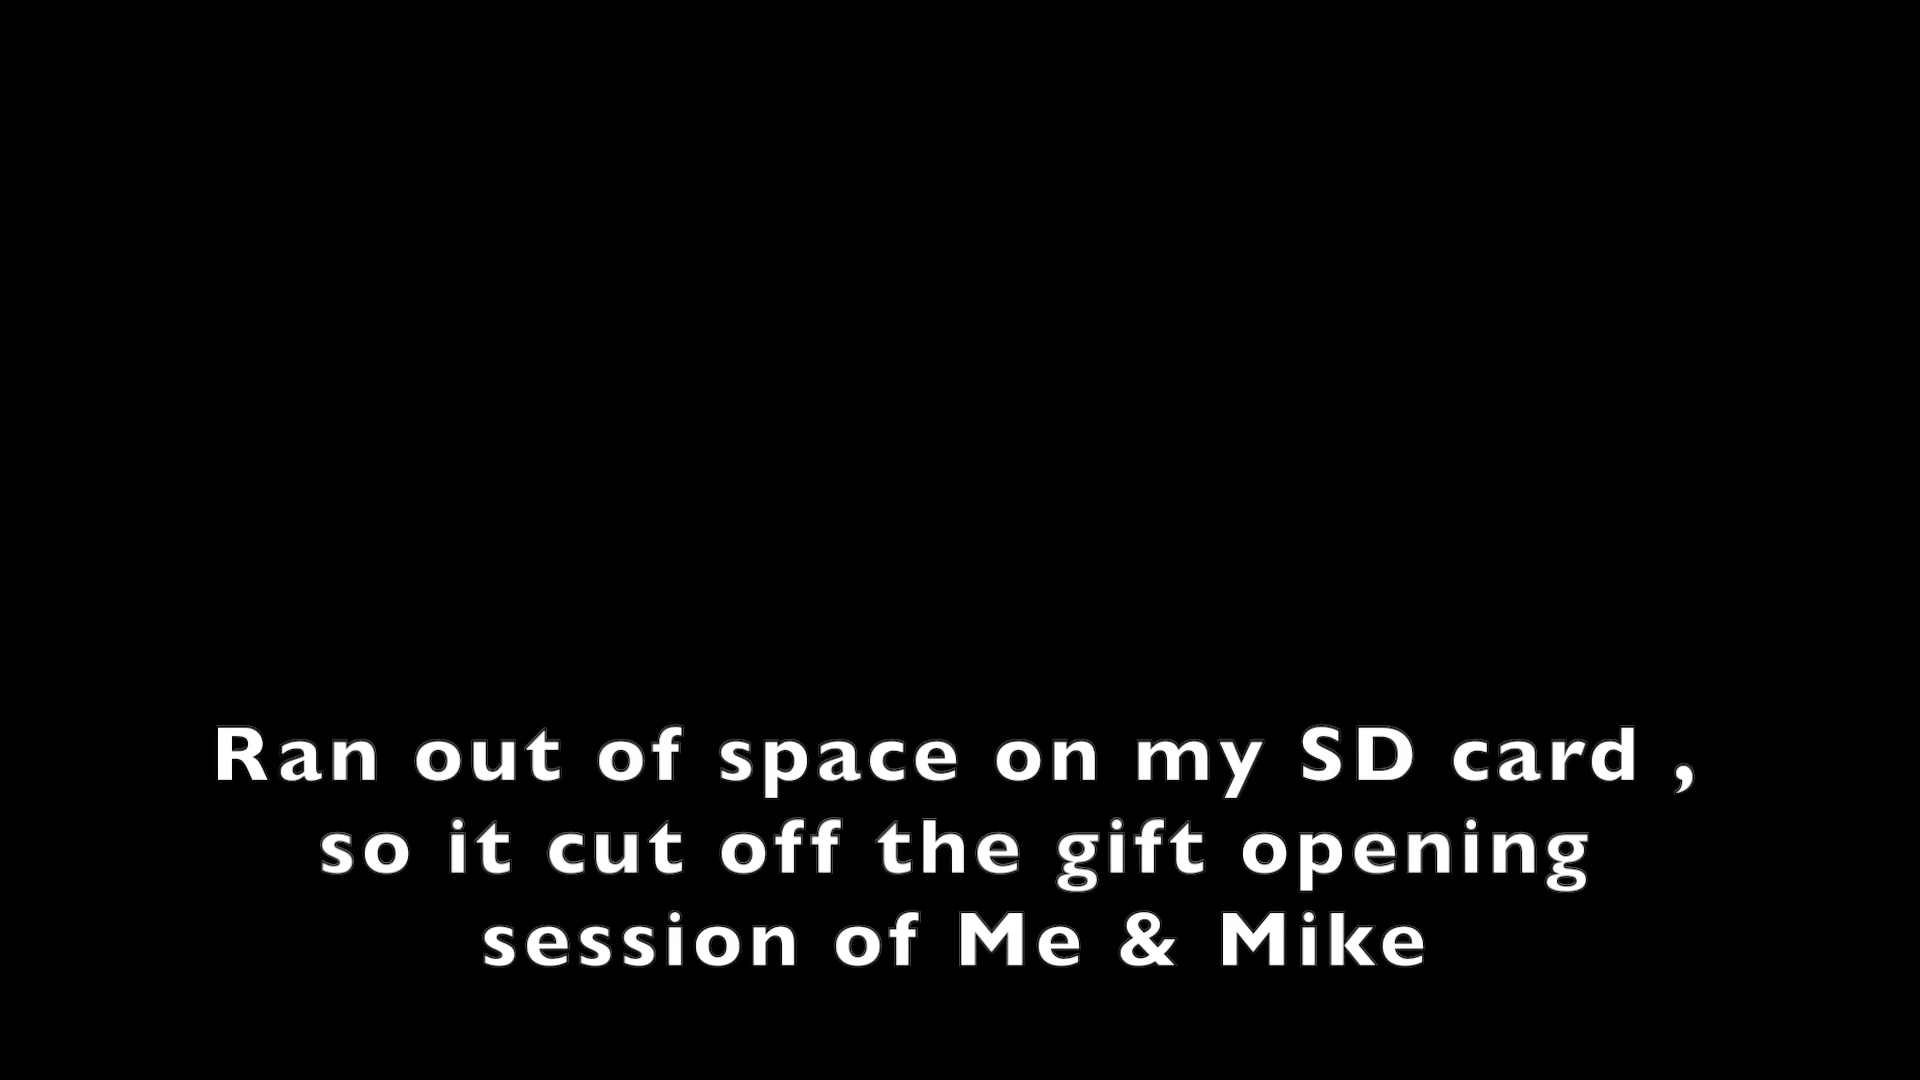 Ran out of space on my SD card ,
so it cut off the gift opening
session of Me & Mike